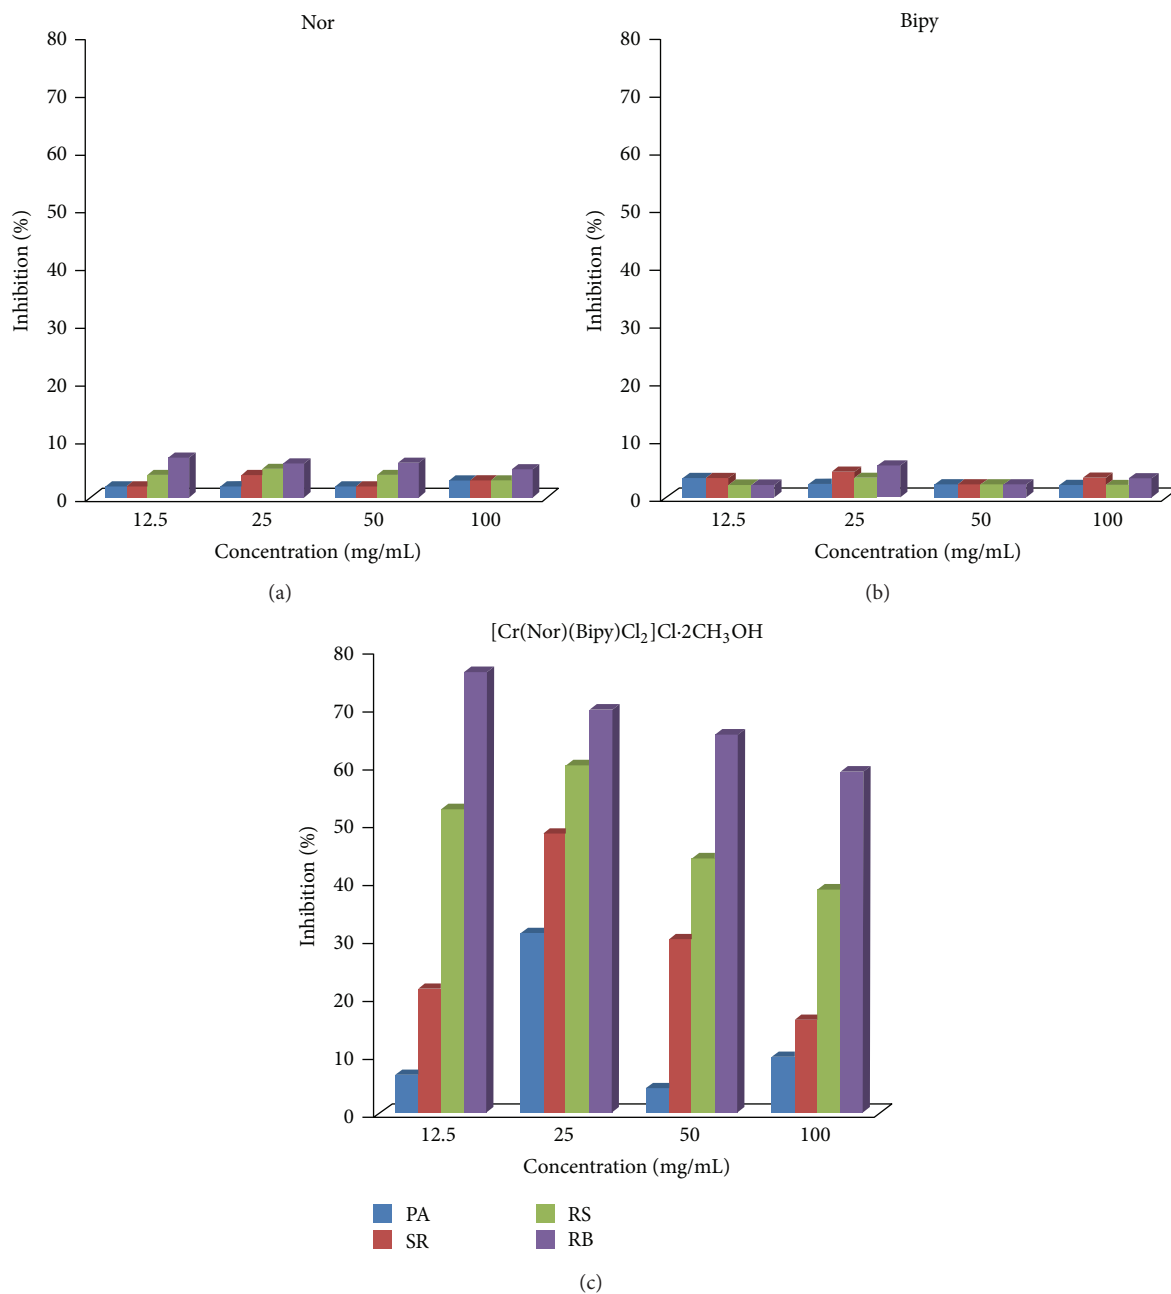 Nor
80
70
60
50
40
30
20
10
0
Inhibition (%)
12.5 25 50 100
Concentration (mg/mL)
(a)
Bipy
80
70
60
50
40
30
20
10
0
Inhibition (%)
12.5 25 50 100
Concentration (mg/mL)
(b)
[Cr(Nor)(Bipy)Cl₂]Cl·2CH₃OH
80
70
60
50
40
30
20
10
0
Inhibition (%)
12.5 25 50 100
Concentration (mg/mL)
PA RS
SR RB
(c)